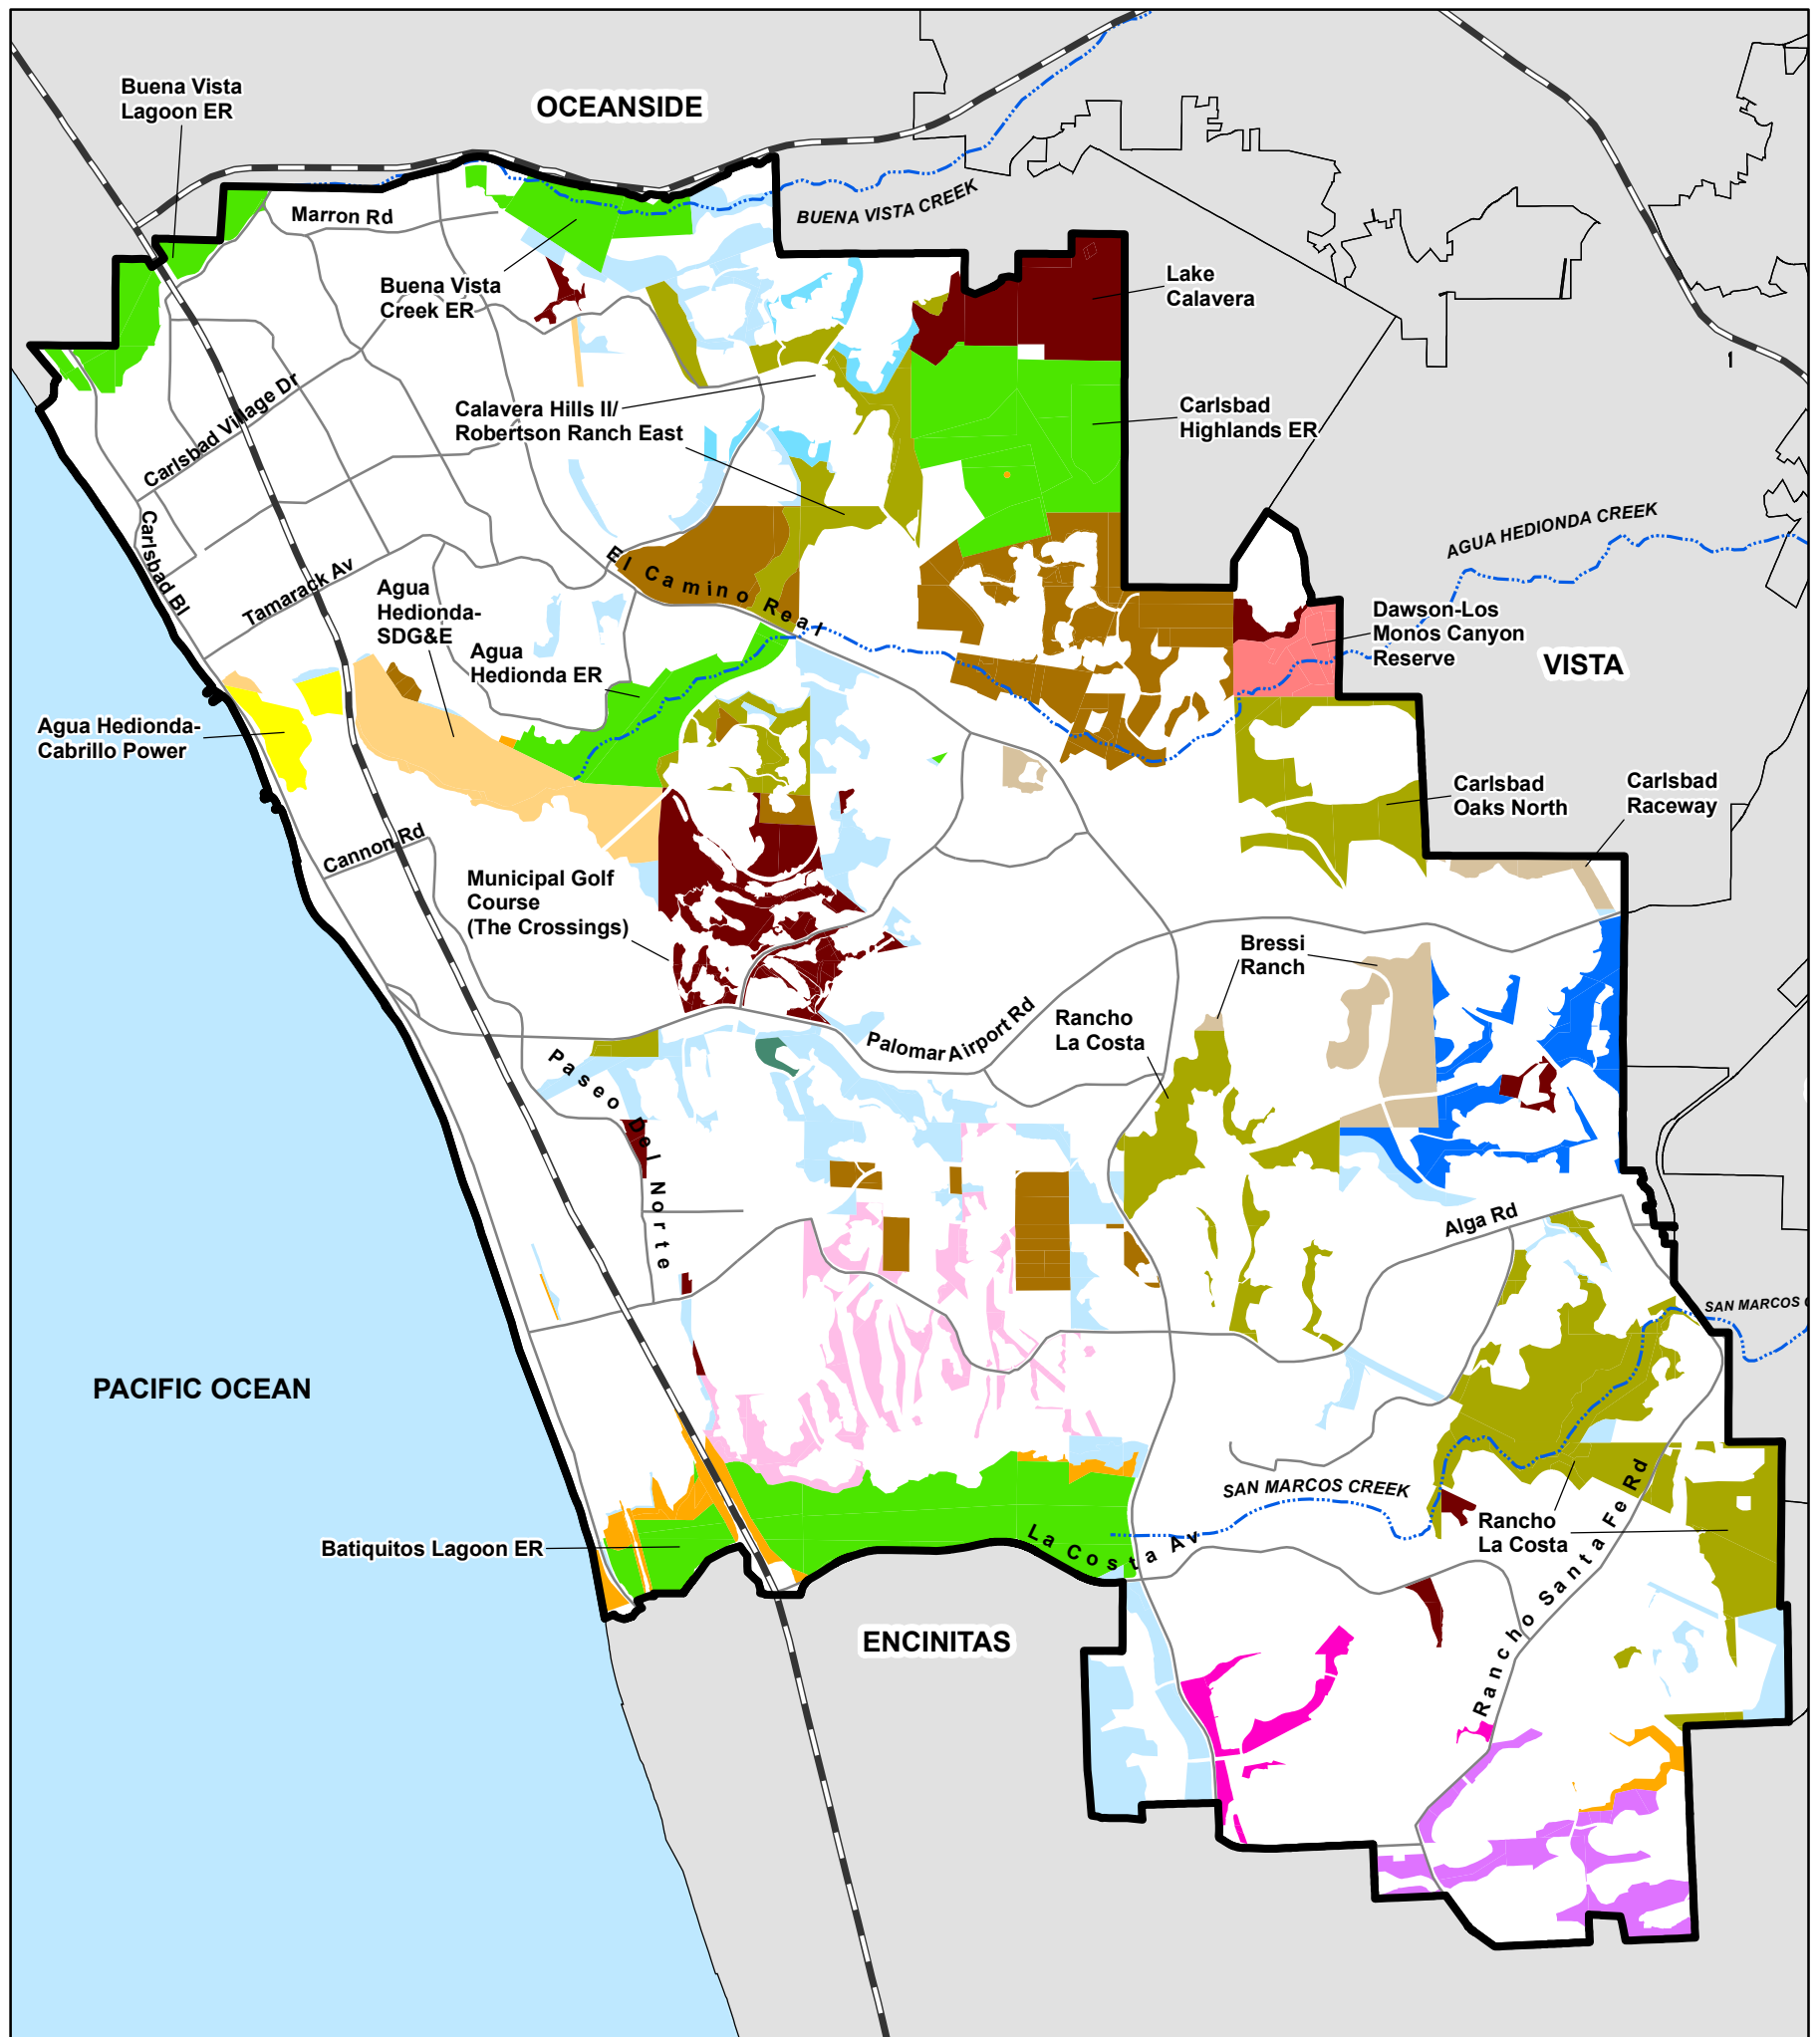 Buena Vista
Lagoon ER
OCEANSIDE
Marron Rd
BUENA VISTA CREEK
Buena Vista
Creek ER
Lake
Calavera
Carlsbad Village Dr
Calavera Hills II/
Robertson Ranch East
Carlsbad
Highlands ER
Carlsbad Bl
Tamarack Av
El Camino Real
AGUA HEDIONDA CREEK
Agua
Hedionda-
SDG&E
Agua
Hedionda ER
Dawson-Los
Monos Canyon
Reserve
VISTA
Agua Hedionda-
Cabrillo Power
Carlsbad
Oaks North
Carlsbad
Raceway
Cannon Rd
Municipal Golf
Course
(The Crossings)
Bressi
Ranch
Palomar Airport Rd
Rancho
La Costa
Paseo Del Norte
Alga Rd
SAN MARCOS
PACIFIC OCEAN
SAN MARCOS CREEK
Rancho
La Costa
La Costa Av
Batiquitos Lagoon ER
Rancho Santa Fe Rd
ENCINITAS